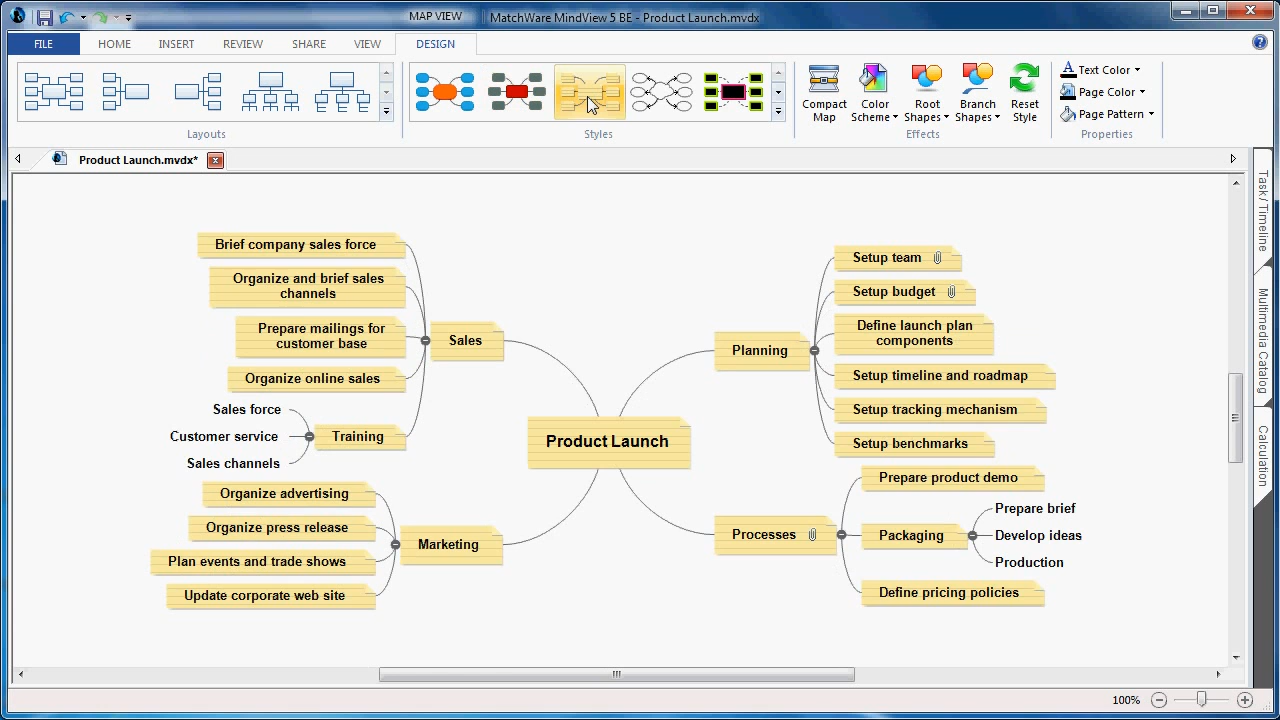 MAP VIEW
MatchWare MindView 5 BE - Product Launch.mvdx
FILE
HOME
INSERT
REVIEW
SHARE
VIEW
DESIGN
Compact
Map
Color
Scheme
Root
Shapes
Branch
Shapes
Reset
Style
Text Color
Page Color
Page Pattern
Layouts
Styles
Effects
Properties
Product Launch.mvdx*
Task / Timeline
Multimedia Catalog
Calculation
Brief company sales force
Organize and brief sales
channels
Prepare mailings for
customer base
Organize online sales
Sales force
Customer service
Sales channels
Training
Sales
Organize advertising
Organize press release
Plan events and trade shows
Update corporate web site
Marketing
Product Launch
Planning
Setup team
Setup budget
Define launch plan
components
Setup timeline and roadmap
Setup tracking mechanism
Setup benchmarks
Processes
Prepare product demo
Packaging
Prepare brief
Develop ideas
Production
Define pricing policies
100%